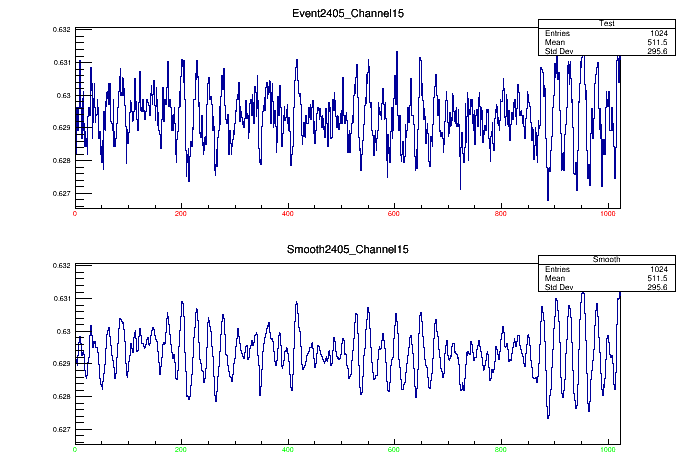 Event2405_Channel15
Test
Entries 1024
Mean 511.5
Std Dev 295.6
0.632
0.631
0.63
0.629
0.628
0.627
0 200 400 600 800 1000
Smooth2405_Channel15
Smooth
Entries 1024
Mean 511.5
Std Dev 295.6
0.632
0.631
0.63
0.629
0.628
0.627
0 200 400 600 800 1000